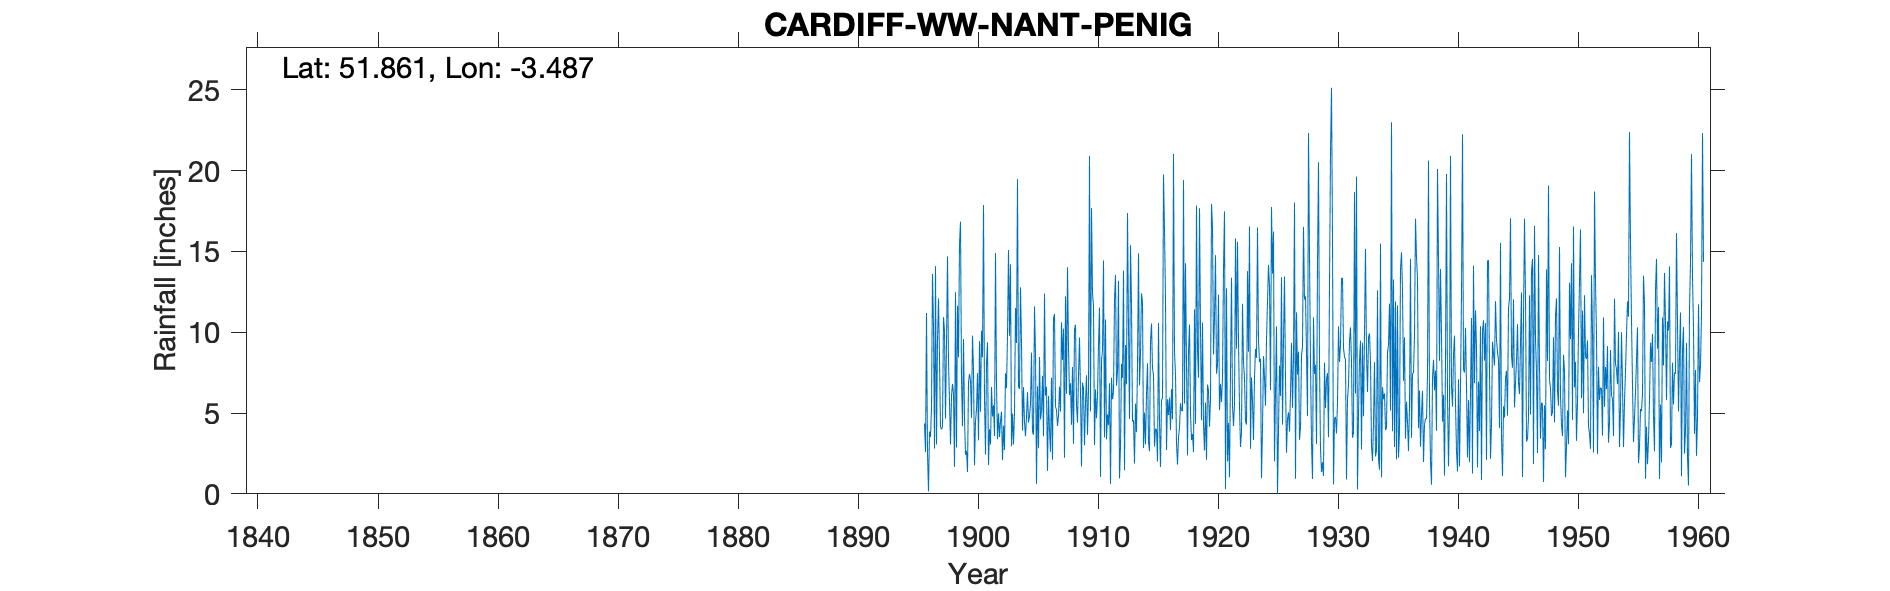 CARDIFF-WW-NANT-PENIG
Lat: 51.861, Lon: -3.487
25
20
15
10
5
0
Rainfall [inches]
1840 1850 1860 1870 1880 1890 1900 1910 1920 1930 1940 1950 1960
Year